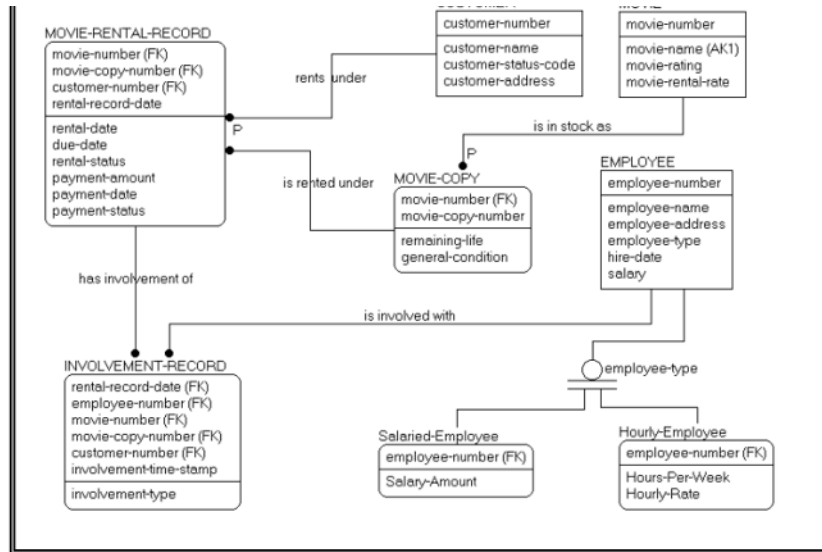 MOVIE-RENTAL-RECORD
movie-number (FK)
movie-copy-number (FK)
customer-number (FK)
rental-record-date
rental-date
due-date
rental-status
payment-amount
payment-date
payment-status
P
rents under
is rented under
CUSTOMER
customer-number
customer-name
customer-status-code
customer-address
MOVIE
movie-number
movie-name (AK1)
movie-rating
movie-rental-rate
is in stock as
P
MOVIE-COPY
movie-number (FK)
movie-copy-number
remaining-life
general-condition
EMPLOYEE
employee-number
employee-name
employee-address
employee-type
hire-date
salary
has involvement of
is involved with
INVOLVEMENT-RECORD
rental-record-date (FK)
employee-number (FK)
movie-number (FK)
movie-copy-number (FK)
customer-number (FK)
involvement-time-stamp
involvement-type
employee-type
Salaried-Employee
employee-number (FK)
Salary-Amount
Hourly-Employee
employee-number (FK)
Hours-Per-Week
Hourly-Rate